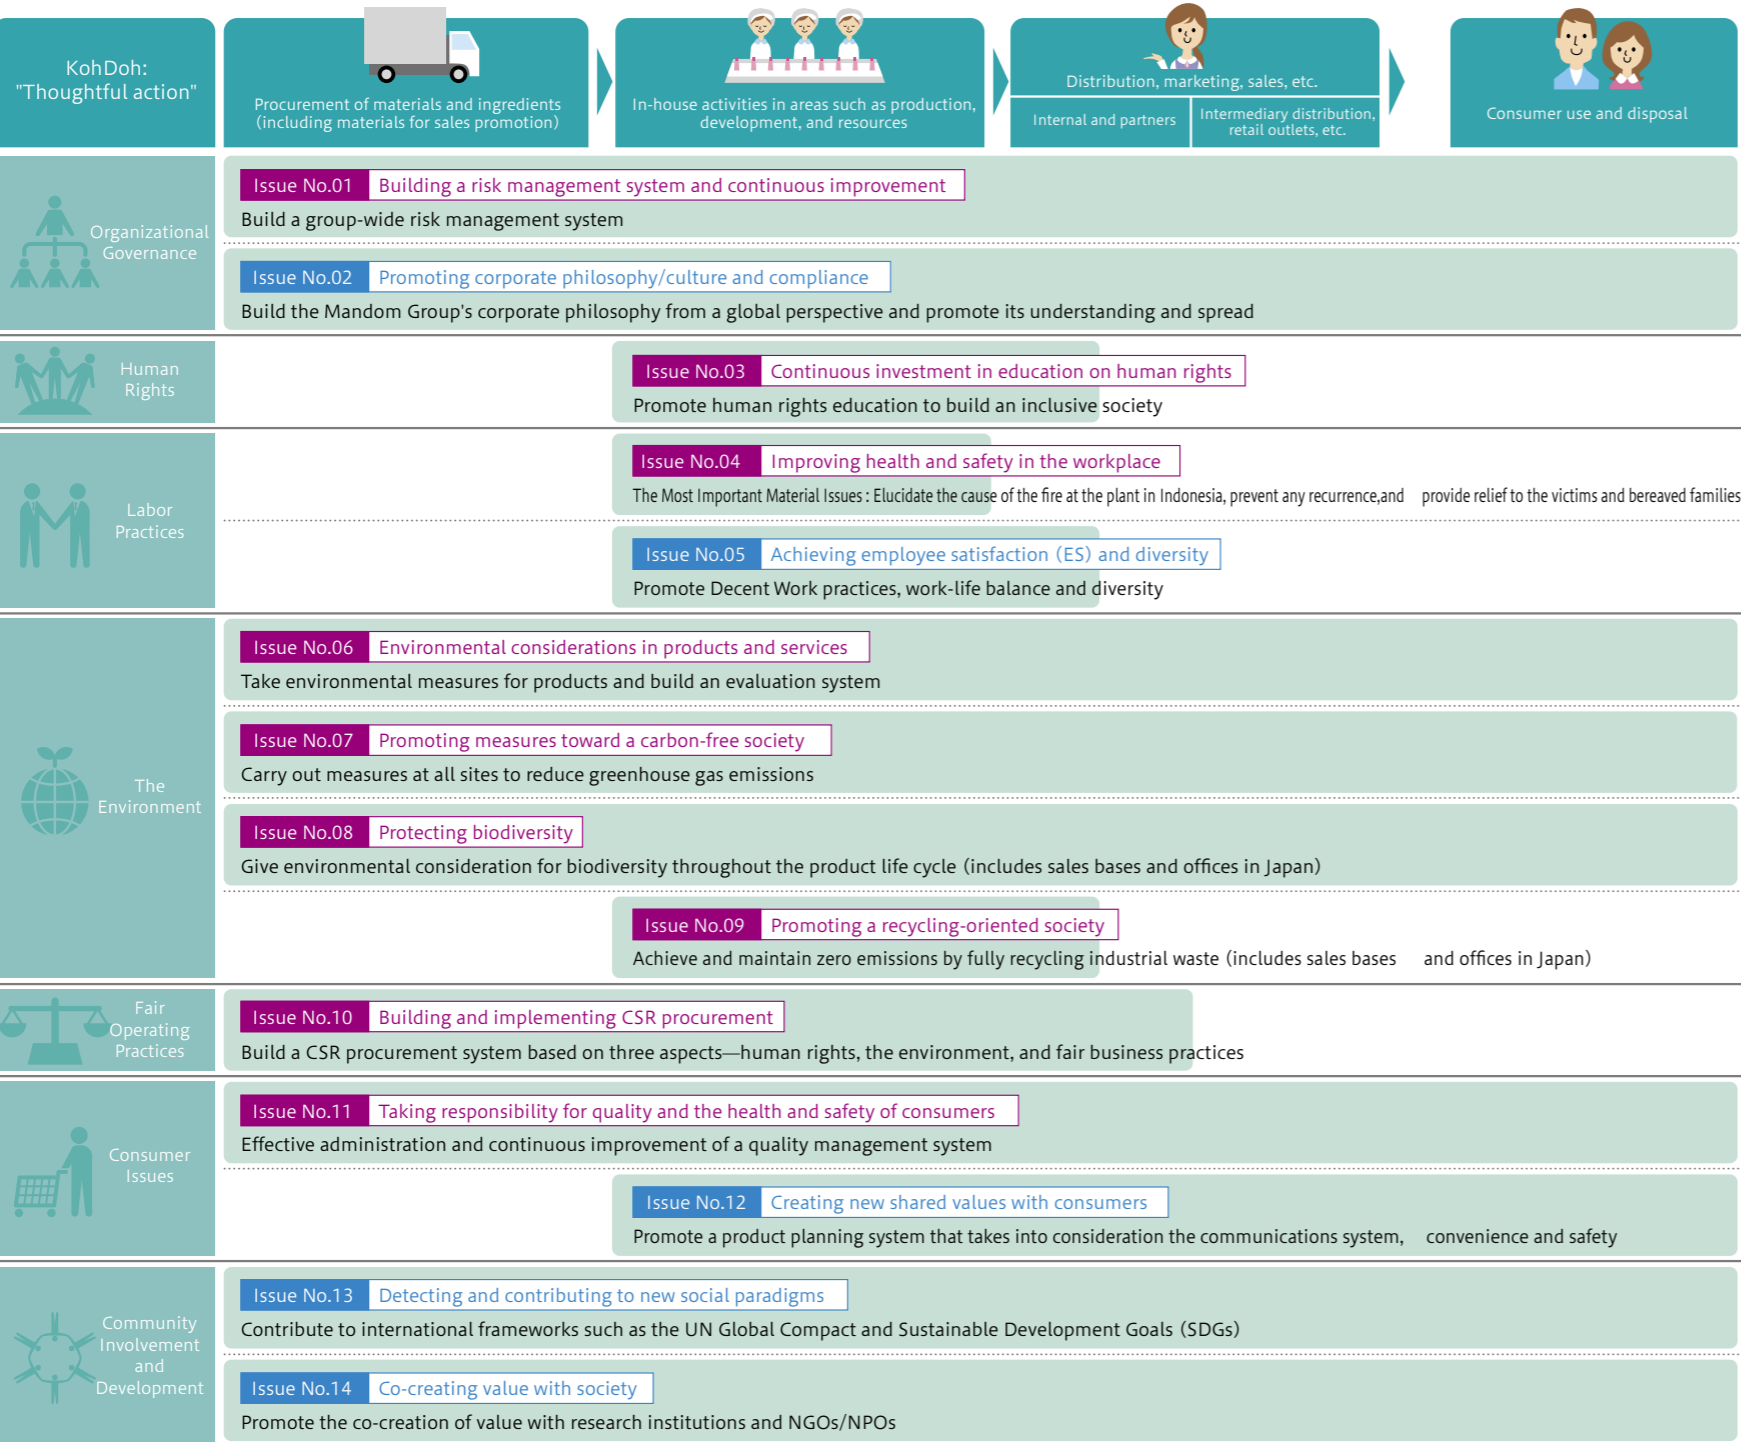 KohDoh:
"Thoughtful action"
Procurement of materials and ingredients
(including materials for sales promotion)
In-house activities in areas such as production,
development, and resources
Distribution, marketing, sales, etc.
Internal and partners
Intermediary distribution,
retail outlets, etc.
Consumer use and disposal
Organizational
Governance
Issue No.01 Building a risk management system and continuous improvement
Build a group-wide risk management system
Issue No.02 Promoting corporate philosophy/culture and compliance
Build the Mandom Group's corporate philosophy from a global perspective and promote its understanding and spread
Human
Rights
Issue No.03 Continuous investment in education on human rights
Promote human rights education to build an inclusive society
Labor
Practices
Issue No.04 Improving health and safety in the workplace
The Most Important Material Issues : Elucidate the cause of the fire at the plant in Indonesia, prevent any recurrence,and provide relief to the victims and bereaved families
Issue No.05 Achieving employee satisfaction (ES) and diversity
Promote Decent Work practices, work-life balance and diversity
The
Environment
Issue No.06 Environmental considerations in products and services
Take environmental measures for products and build an evaluation system
Issue No.07 Promoting measures toward a carbon-free society
Carry out measures at all sites to reduce greenhouse gas emissions
Issue No.08 Protecting biodiversity
Give environmental consideration for biodiversity throughout the product life cycle (includes sales bases and offices in Japan)
Issue No.09 Promoting a recycling-oriented society
Achieve and maintain zero emissions by fully recycling industrial waste (includes sales bases and offices in Japan)
Fair
Operating
Practices
Issue No.10 Building and implementing CSR procurement
Build a CSR procurement system based on three aspects—human rights, the environment, and fair business practices
Consumer
Issues
Issue No.11 Taking responsibility for quality and the health and safety of consumers
Effective administration and continuous improvement of a quality management system
Issue No.12 Creating new shared values with consumers
Promote a product planning system that takes into consideration the communications system, convenience and safety
Community
Involvement
and
Development
Issue No.13 Detecting and contributing to new social paradigms
Contribute to international frameworks such as the UN Global Compact and Sustainable Development Goals (SDGs)
Issue No.14 Co-creating value with society
Promote the co-creation of value with research institutions and NGOs/NPOs